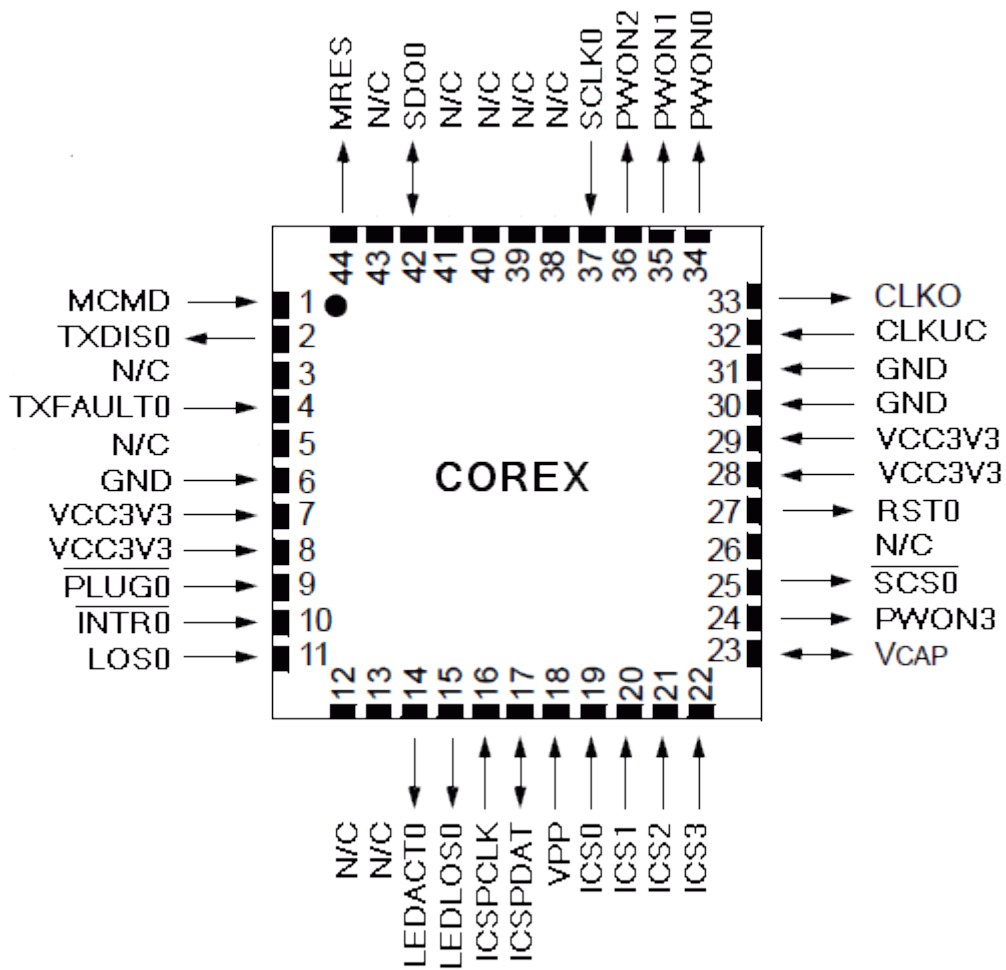 MRES
N/C
SDO0
N/C
N/C
N/C
N/C
SCLK0
PWON2
PWON1
PWON0
44
43
42
41
40
39
38
37
36
35
34
MCMD 1
TXDIS0 2
N/C 3
TXFAULT0 4
N/C 5
GND 6
VCC3V3 7
VCC3V3 8
PLUG0 9
INTR0 10
LOS0 11
COREX
33 CLKO
32 CLKUC
31 GND
30 GND
29 VCC3V3
28 VCC3V3
27 RST0
26 N/C
25 SCS0
24 PWON3
23 VCAP
12
13
14
15
16
17
18
19
20
21
22
N/C
N/C
LEDACT0
LEDLOS0
ICSPCLK
ICSPDAT
VPP
ICS0
ICS1
ICS2
ICS3